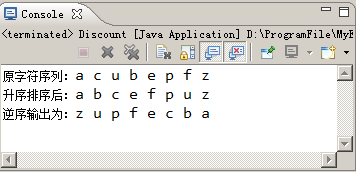 Console
<terminated> Discount [Java Application] D:\ProgramFile\MyE
原字符序列：a c u b e p f z
升序排序后：a b c e f p u z
逆序输出为：z u p f e c b a